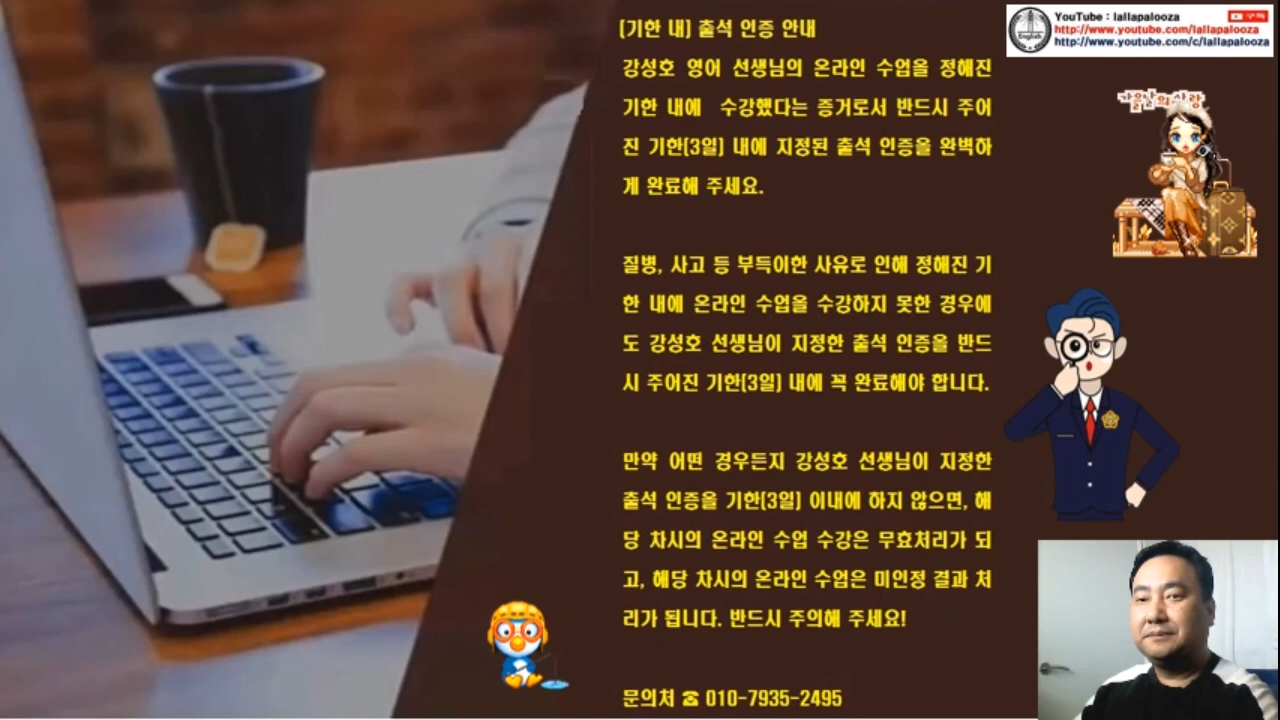 [기한 내] 출석 인증 안내
강성호 영어 선생님의 온라인 수업을 정해진
기한 내에 수강했다는 증거로서 반드시 주어
진 기한(3일) 내에 지정된 출석 인증을 완벽하
게 완료해 주세요.
질병, 사고 등 부득이한 사유로 인해 정해진 기
한 내에 온라인 수업을 수강하지 못한 경우에
도 강성호 선생님이 지정한 출석 인증을 반드
시 주어진 기한(3일) 내에 꼭 완료해야 합니다.
만약 어떤 경우든지 강성호 선생님이 지정한
출석 인증을 기한(3일) 이내에 하지 않으면, 해
당 차시의 온라인 수업 수강은 무효처리가 되
고, 해당 차시의 온라인 수업은 미인정 결과 처
리가 됩니다. 반드시 주의해 주세요!
문의처 ☎ 010-7935-2495
YouTube : lallapalooza
구독
http://www.youtube.com/lallapalooza
http://www.youtube.com/c/lallapalooza
가을날의 사랑